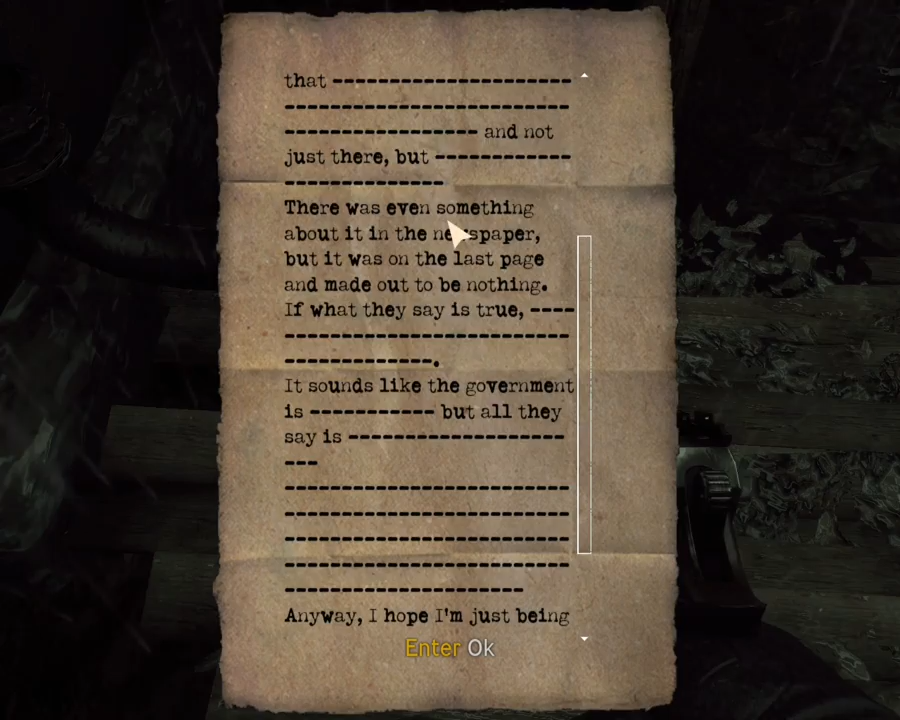 that ----------------------
--------------------------
------------------ and not
just there, but ------------
--------------
There was even something
about it in the newspaper,
but it was on the last page
and made out to be nothing.
If what they say is true, ----
--------------------------
-------------.
It sounds like the government
is ----------- but all they
say is --------------------
---
--------------------------
--------------------------
--------------------------
--------------------------
----------------------
Anyway, I hope I'm just being
Enter Ok